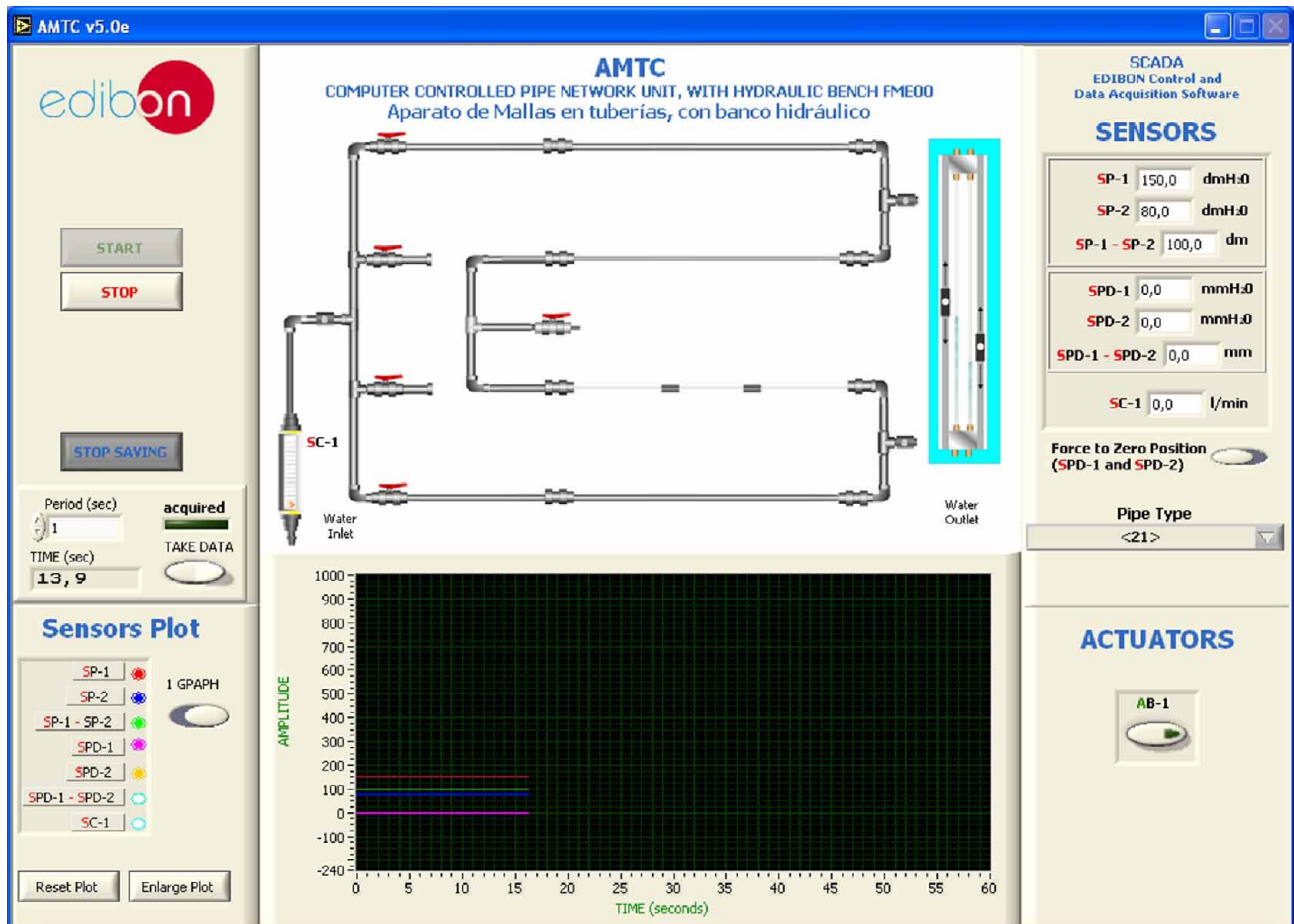 AMTC v5.0e
edibon
START
STOP
STOP SAVING
Period (sec)
1
acquired
TIME (sec)
13,9
TAKE DATA
AMTC
COMPUTER CONTROLLED PIPE NETWORK UNIT, WITH HYDRAULIC BENCH FME00
Aparato de Mallas en tuberías, con banco hidráulico
SC-1
Water
Inlet
Water
Outlet
SCADA
EDIBON Control and
Data Acquisition Software
SENSORS
SP-1 150,0 dmH2O
SP-2 80,0 dmH2O
SP-1 - SP-2 100,0 dm
SPD-1 0,0 mmH2O
SPD-2 0,0 mmH2O
SPD-1 - SPD-2 0,0 mm
SC-1 0,0 l/min
Force to Zero Position
(SPD-1 and SPD-2)
Pipe Type
<21>
Sensors Plot
SP-1
SP-2
SP-1 - SP-2
SPD-1
SPD-2
SPD-1 - SPD-2
SC-1
1 GPAPH
Reset Plot
Enlarge Plot
AMPLITUDE
1000
900
800
700
600
500
400
300
200
100
0
-100
-240
0 5 10 15 20 25 30 35 40 45 50 55 60
TIME (seconds)
ACTUATORS
AB-1